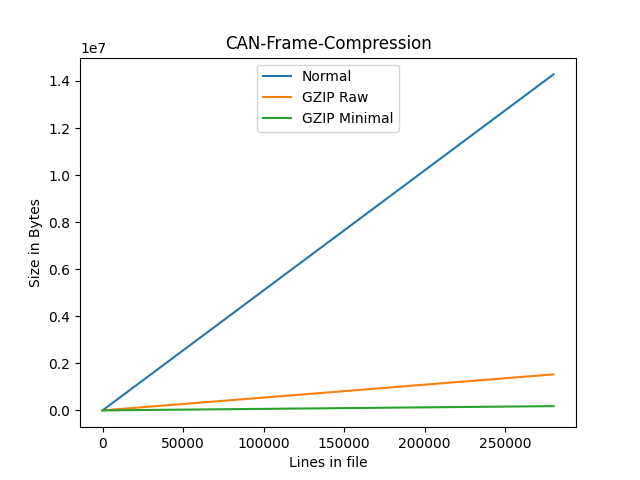 CAN-Frame-Compression
1e7
Normal
GZIP Raw
GZIP Minimal
1.4
1.2
1.0
0.8
0.6
0.4
0.2
0.0
Size in Bytes
0 50000 100000 150000 200000 250000
Lines in file